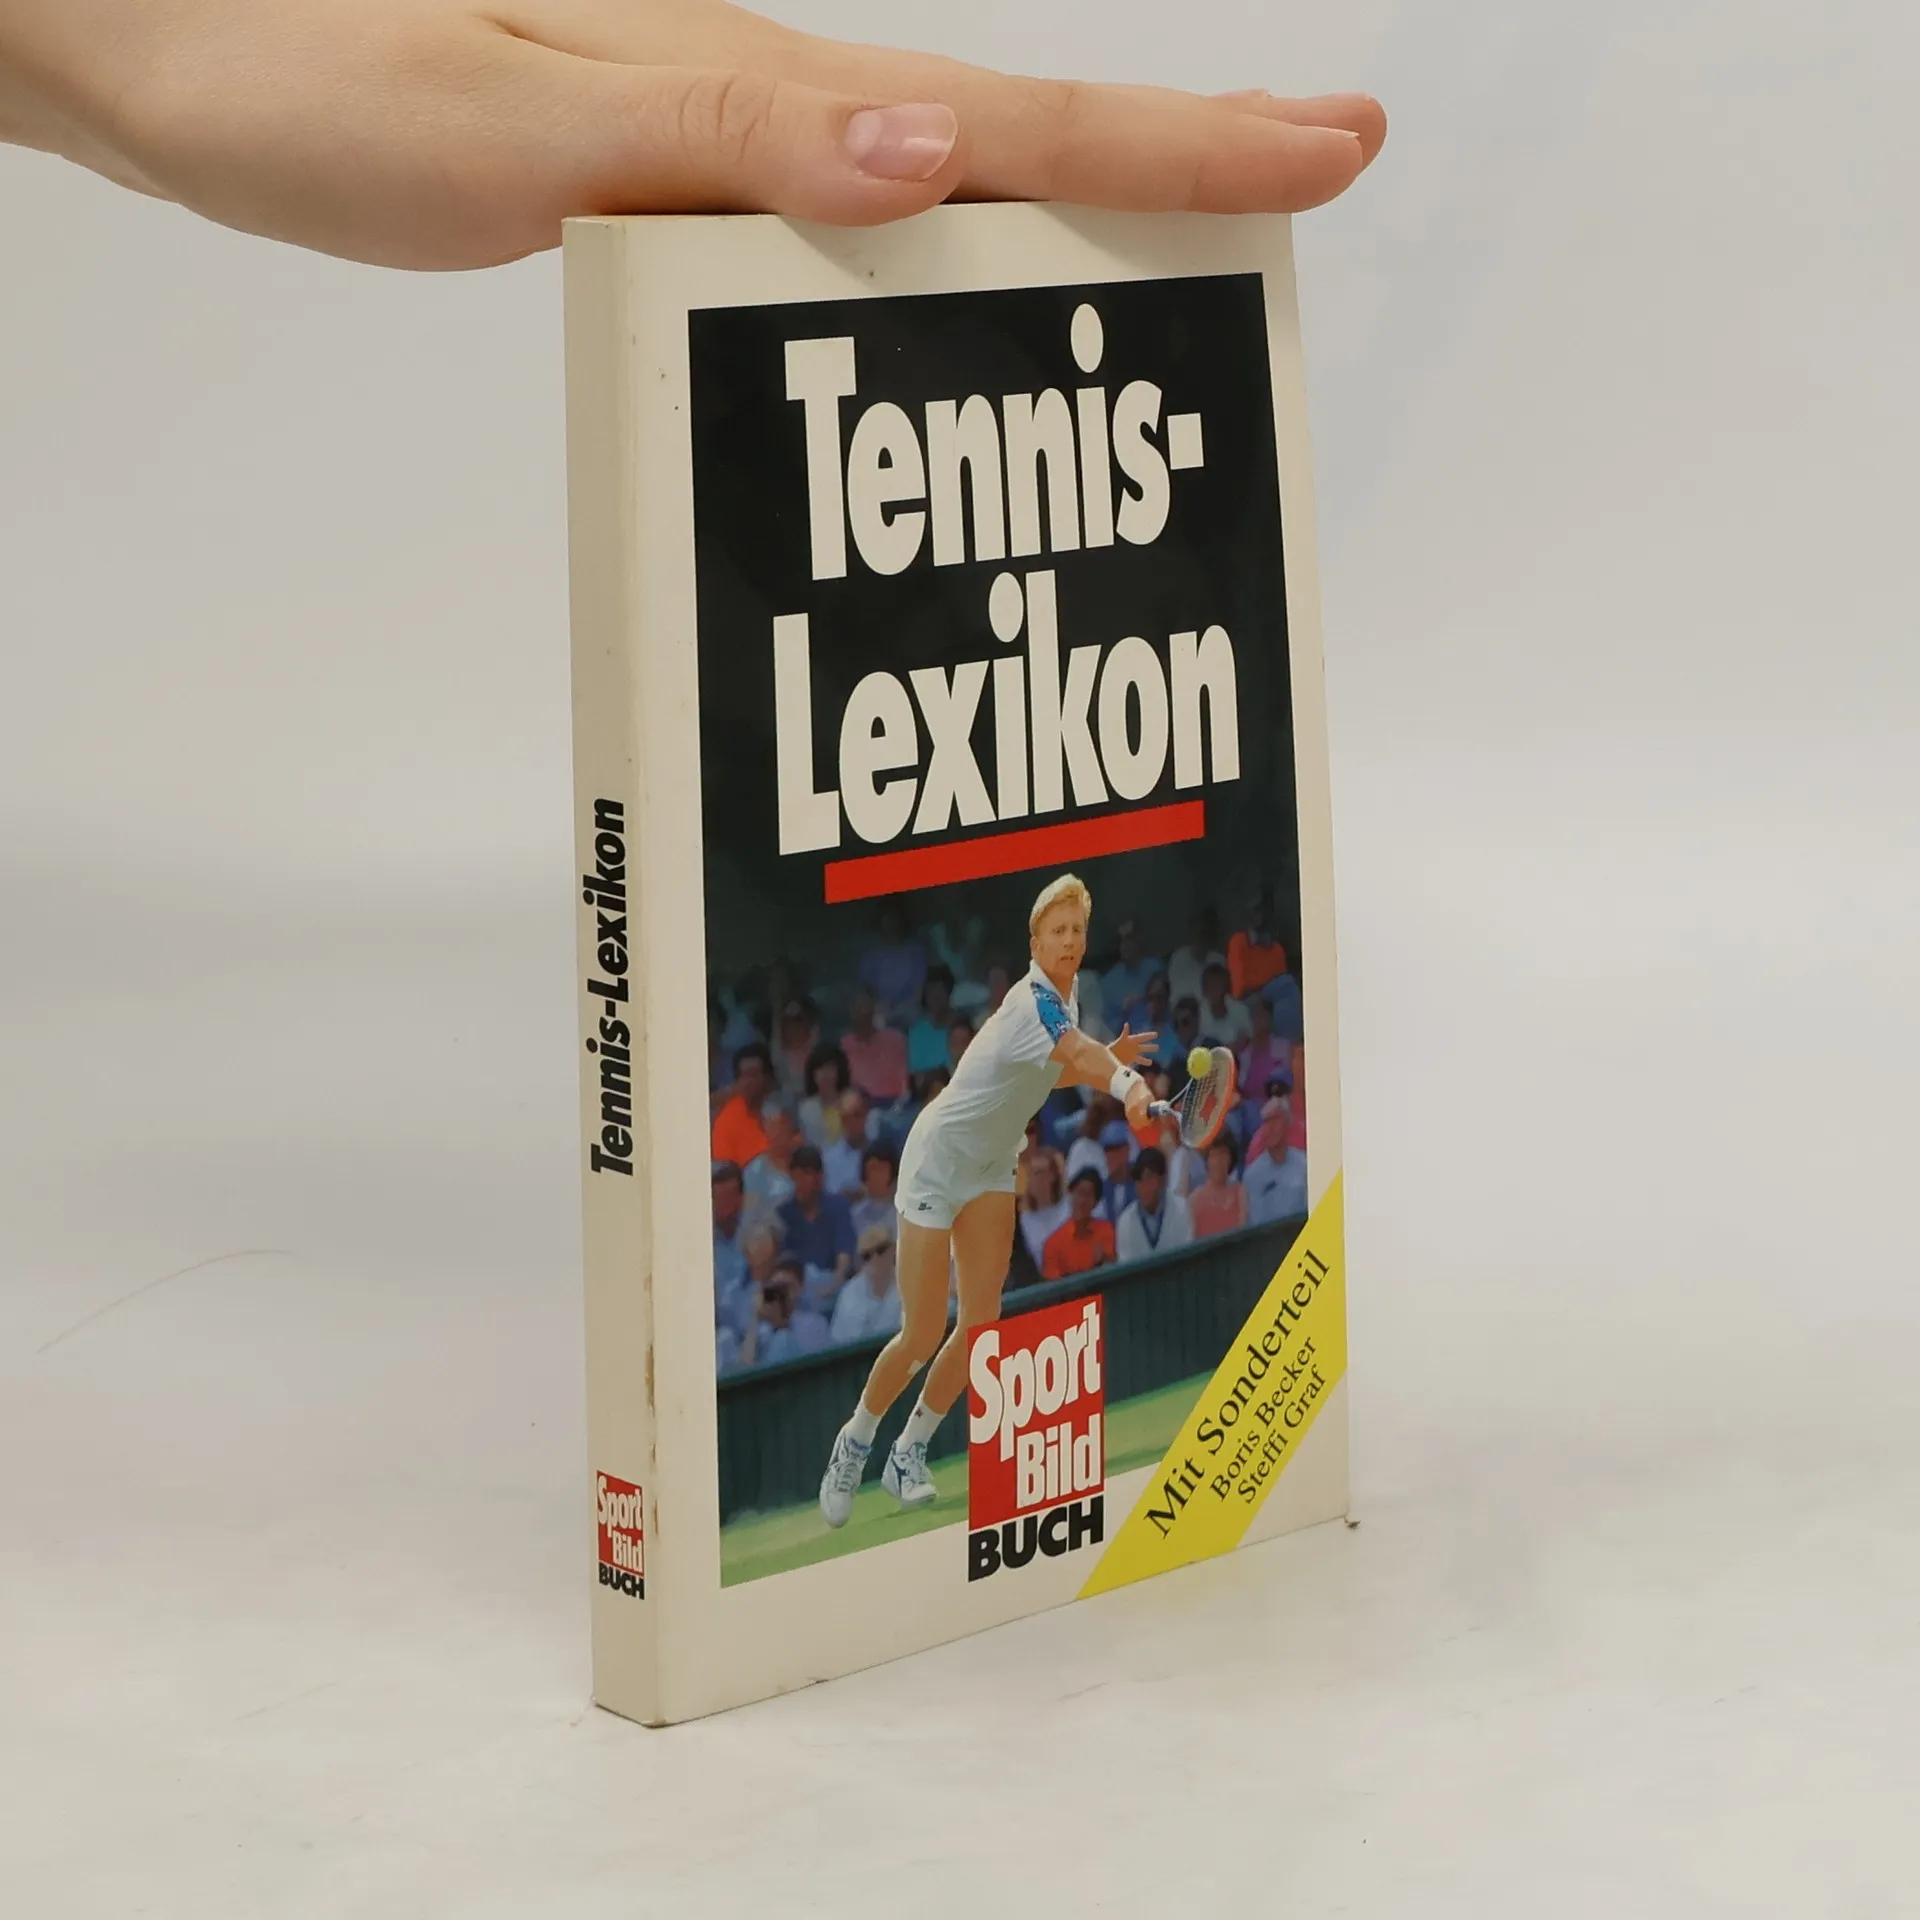 Tennis-
Lexikon
Sport
Bild
BUCH
Mit Sonderteil
Boris Becker
Steffi Graf
Tennis-Lexikon
Sport
Bild
BUCH